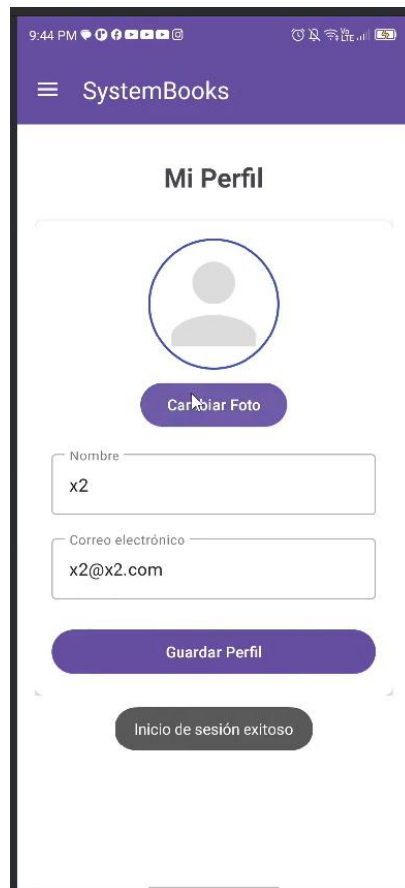 9:44 PM
SystemBooks
Mi Perfil
Cambiar Foto
Nombre
x2
Correo electrónico
x2@x2.com
Guardar Perfil
Inicio de sesión exitoso